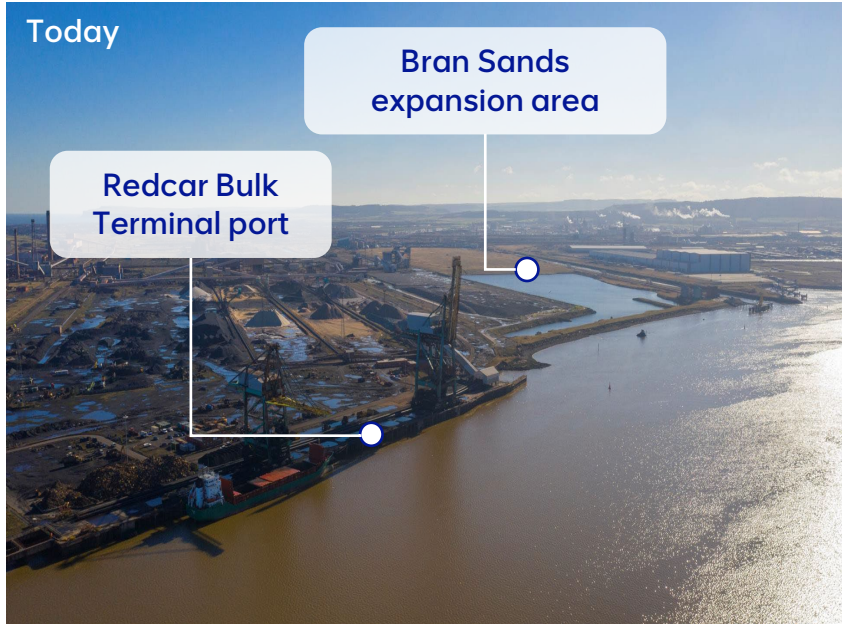 Today
Bran Sands
expansion area
Redcar Bulk
Terminal port